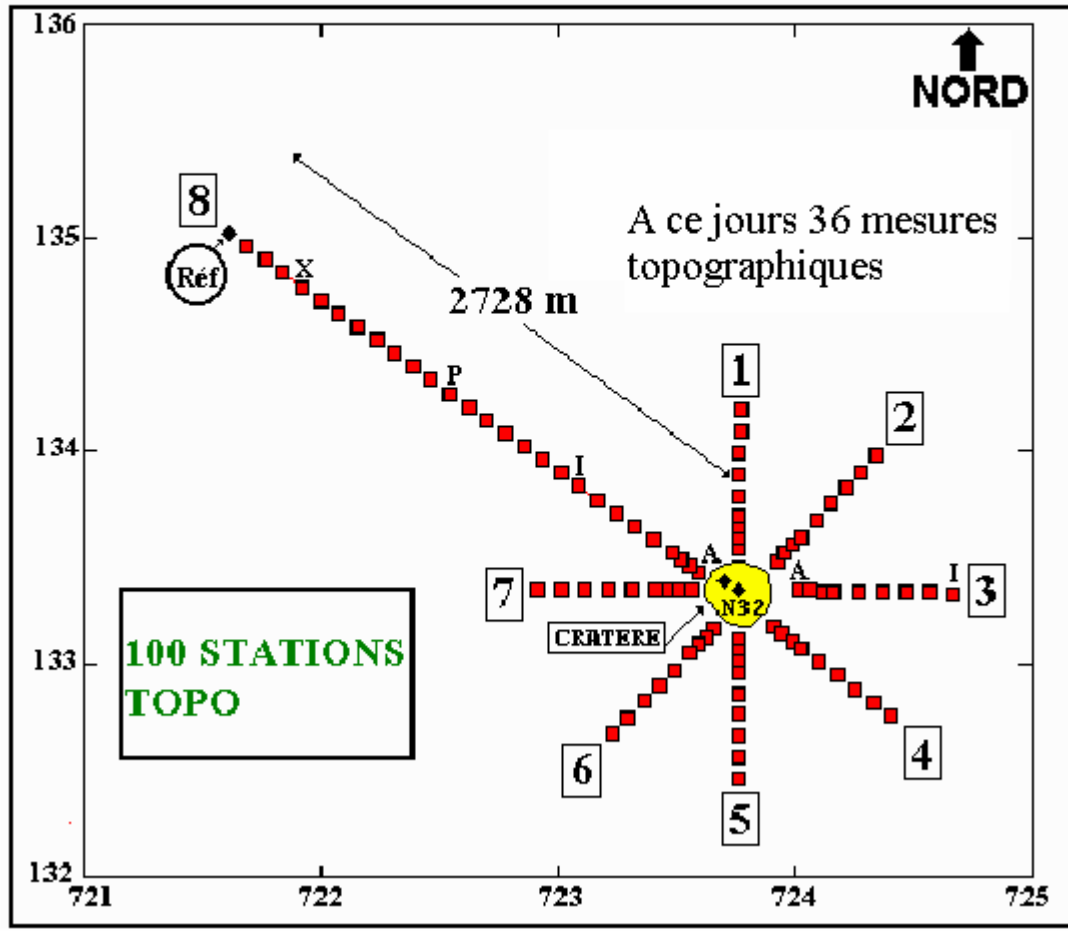 136
NORD
8
135
A ce jours 36 mesures
topographiques
Réf
X
2728 m
1
P
2
134
I
A
A
I
7
3
N32
CRATERE
100 STATIONS
TOPO
133
6
4
5
132
721
722
723
724
725